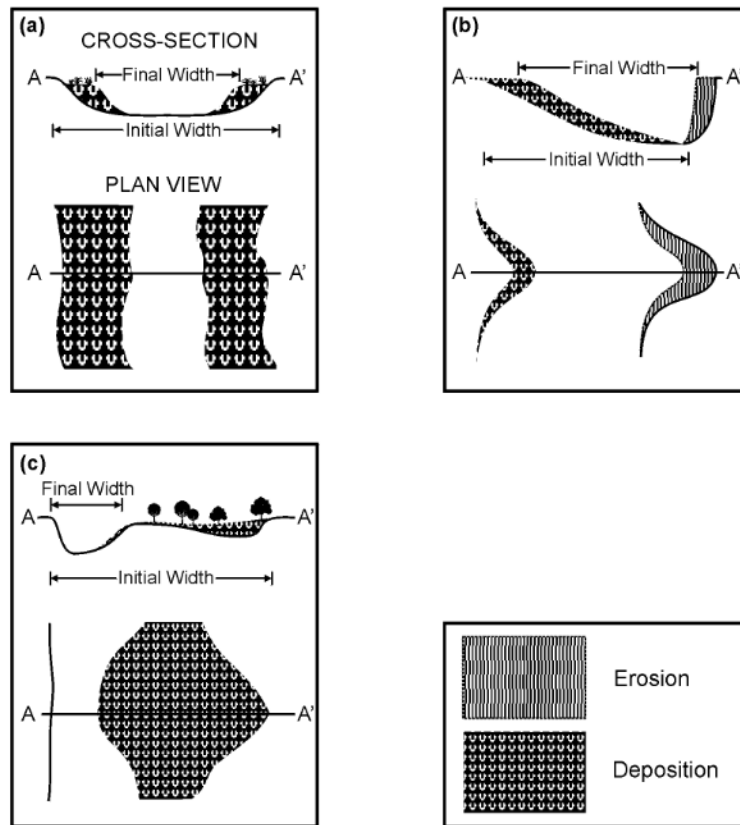 (a)
CROSS-SECTION
A Final Width A'
Initial Width
PLAN VIEW
A A'
(b)
Final Width
A A'
Initial Width
A A'
(c)
Final Width
A A'
Initial Width
A A'
Erosion
Deposition